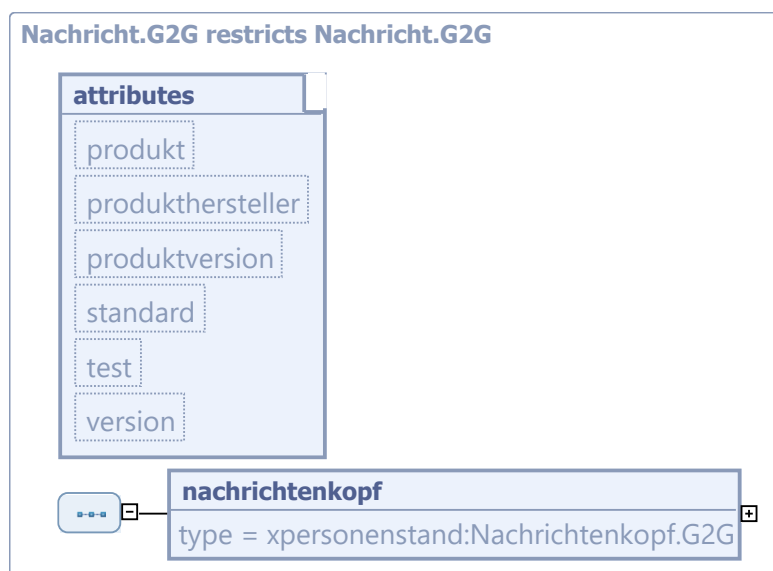 Nachricht.G2G restricts Nachricht.G2G
attributes
produkt
produkthersteller
produktversion
standard
test
version
nachrichtenkopf
type = xpersonenstand:Nachrichtenkopf.G2G